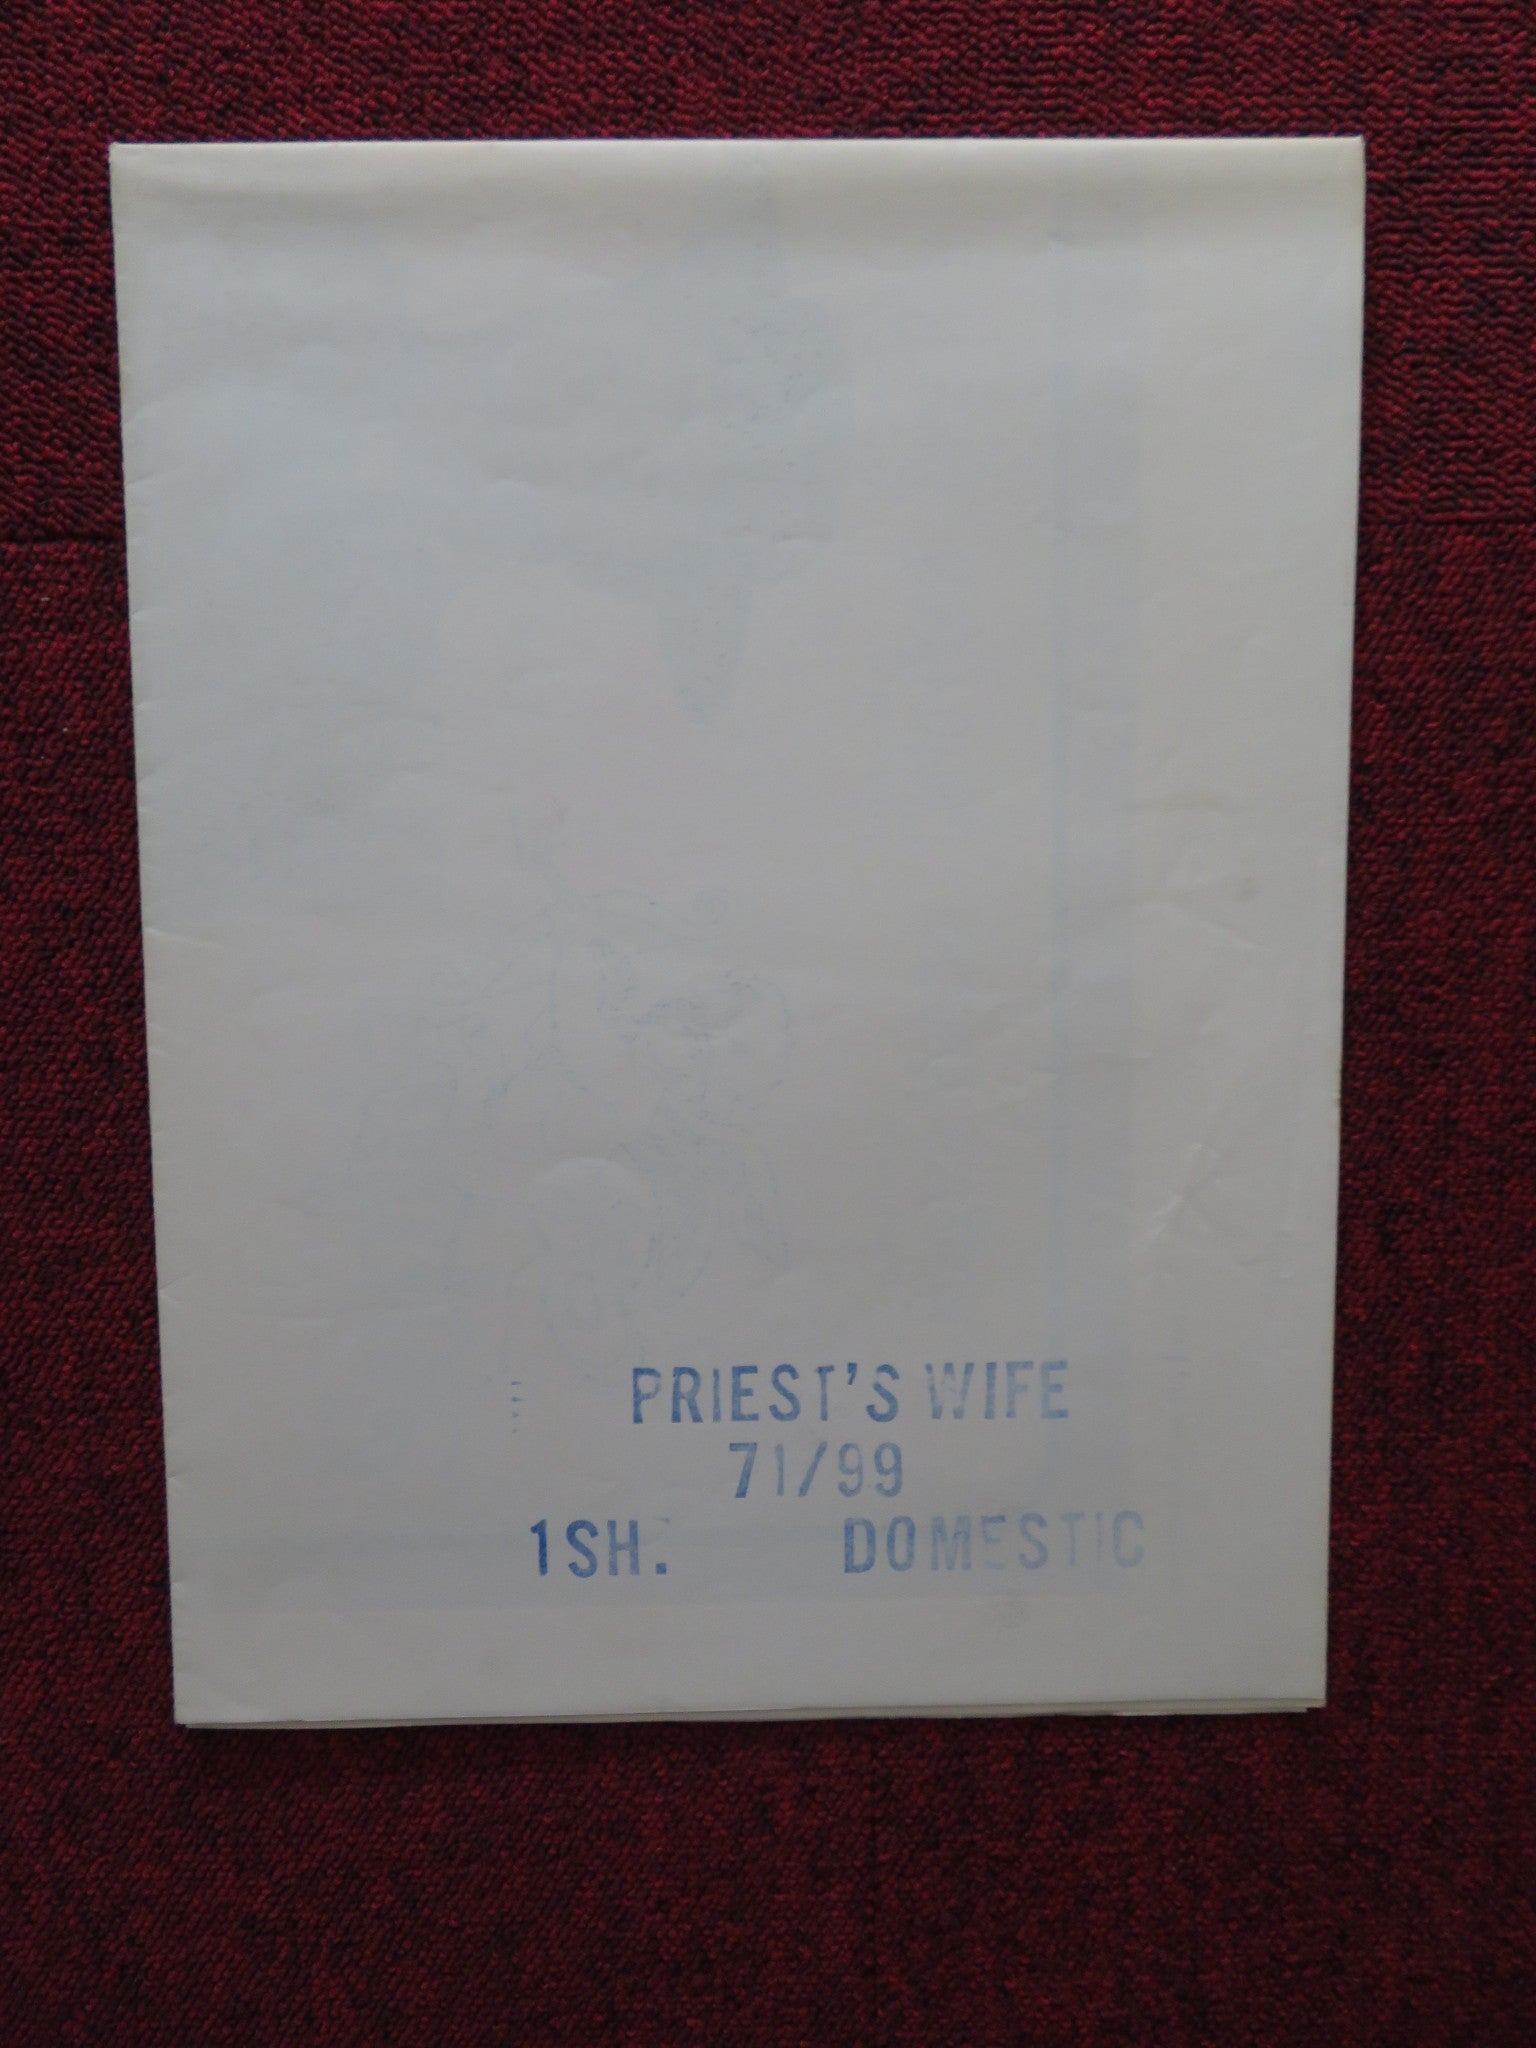 PRIEST'S WIFE
71/99
1SH. DOMESTIC